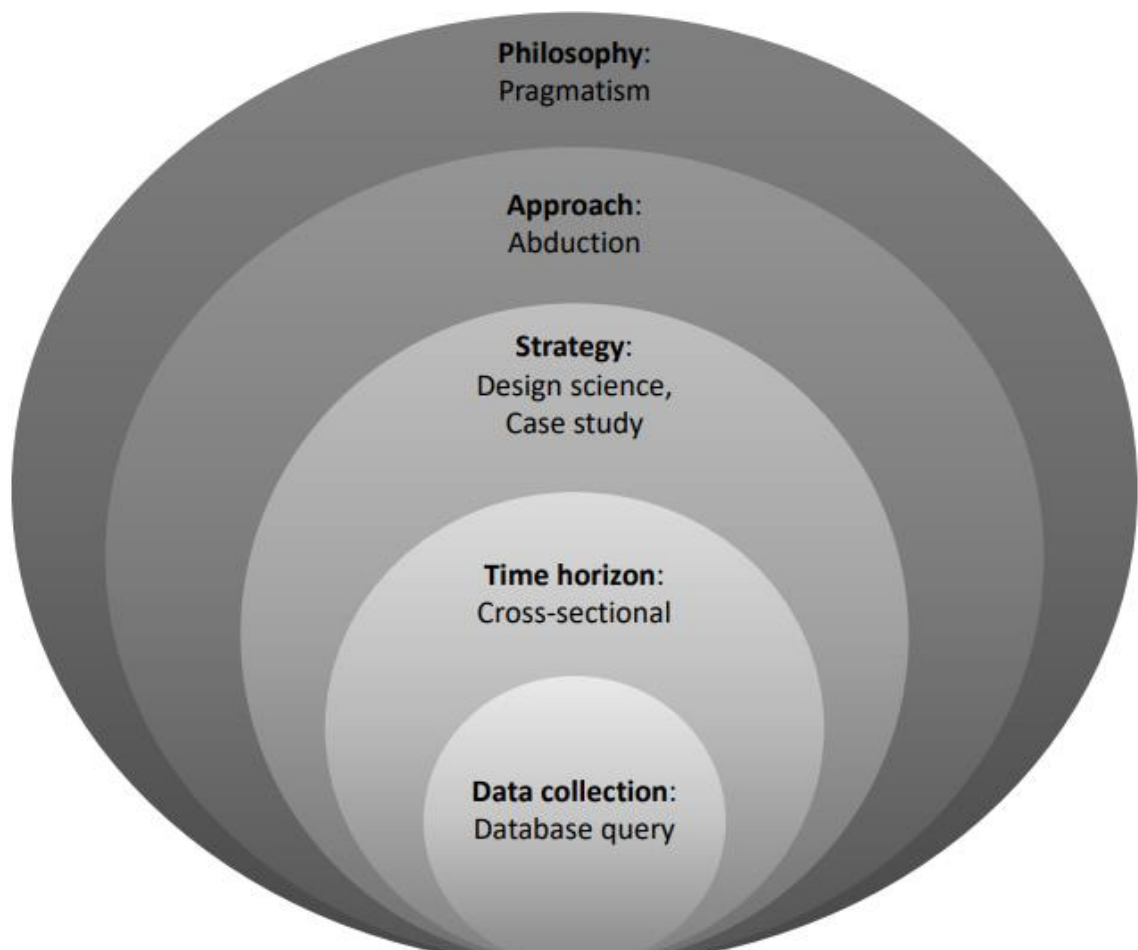 Philosophy:
Pragmatism
Approach:
Abduction
Strategy:
Design science,
Case study
Time horizon:
Cross-sectional
Data collection:
Database query